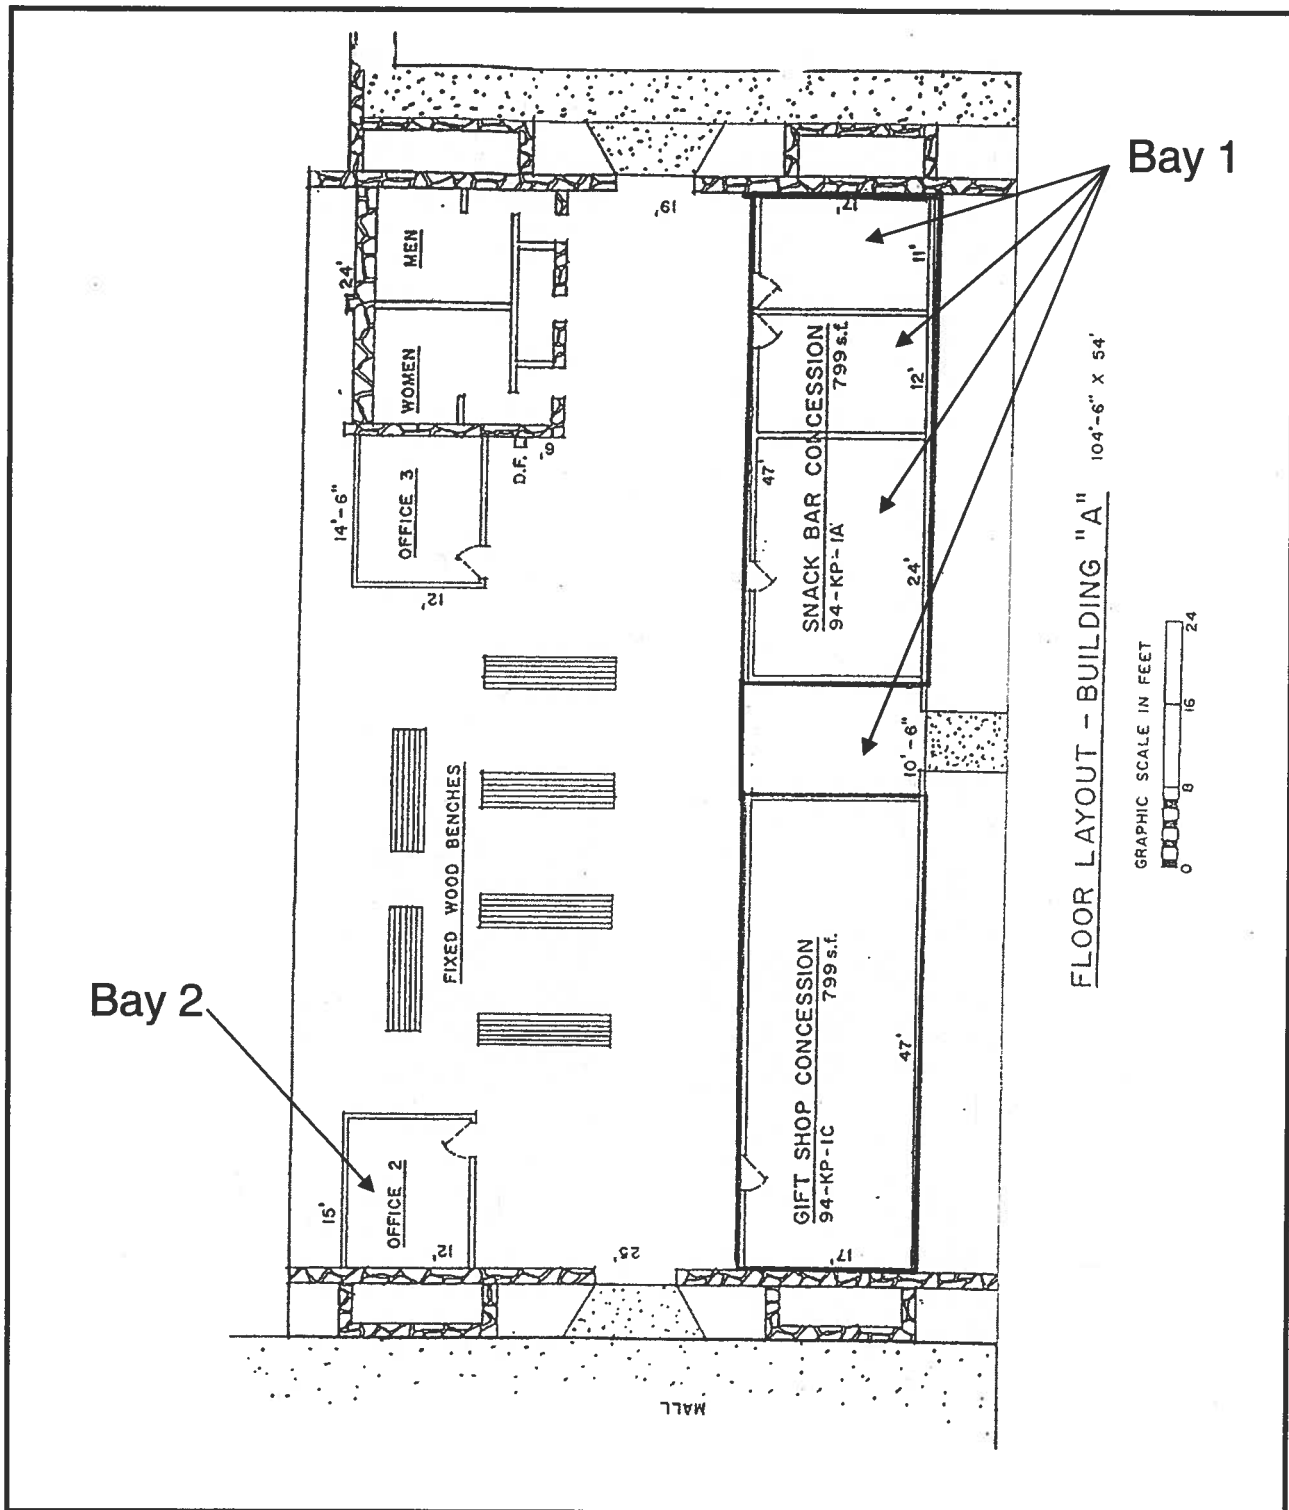 Bay 1
Bay 2
MEN
WOMEN
24'
19'
17'
11'
12'
24'
47'
SNACK BAR CONCESSION
799 s.f.
94-KP-1A
D.F.
6'
OFFICE 3
14'-6"
12'
FIXED WOOD BENCHES
10'-6"
GIFT SHOP CONCESSION
799 s.f.
94-KP-1C
47'
17'
OFFICE 2
15'
12'
25'
MALL
FLOOR LAYOUT - BUILDING "A" 104'-6" X 54'
GRAPHIC SCALE IN FEET
0 8 16 24